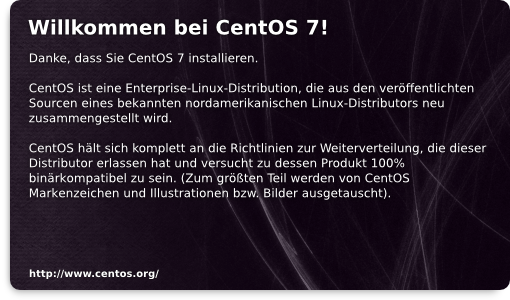 Willkommen bei CentOS 7!
Danke, dass Sie CentOS 7 installieren.
CentOS ist eine Enterprise-Linux-Distribution, die aus den veröffentlichten
Sourcen eines bekannten nordamerikanischen Linux-Distributors neu
zusammengestellt wird.
CentOS hält sich komplett an die Richtlinien zur Weiterverteilung, die dieser
Distributor erlassen hat und versucht zu dessen Produkt 100%
binärkompatibel zu sein. (Zum größten Teil werden von CentOS
Markenzeichen und Illustrationen bzw. Bilder ausgetauscht).
http://www.centos.org/